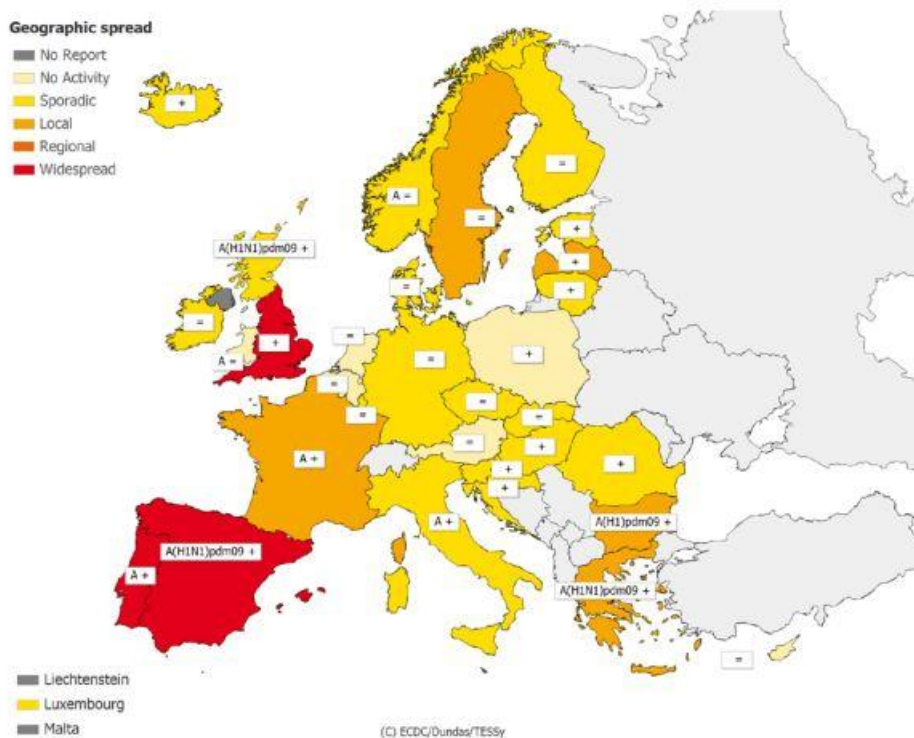 Geographic spread
No Report
No Activity
Sporadic
Local
Regional
Widespread
+
=
A =
=
A(H1N1)pdm09 +
+
+
+
=
=
=
A =
+
=
+
=
=
=
=
=
+
A +
=
+
+
+
A +
A(H1)pdm09 +
A(H1N1)pdm09 +
A +
A(H1N1)pdm09 +
=
Liechtenstein
Luxembourg
Malta
(C) ECDC/Dundas/TESSy